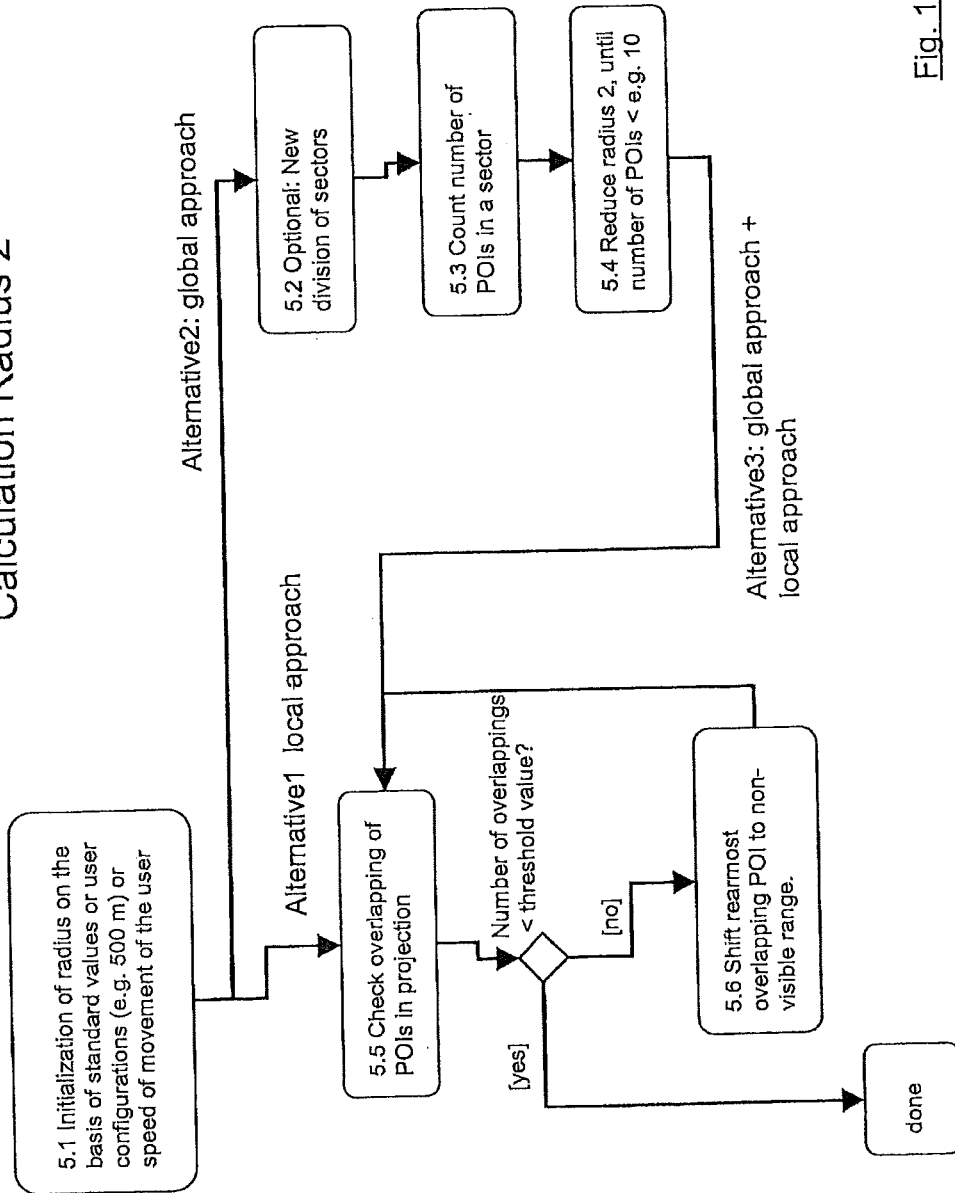 Calculation Radius 2
5.1 Initialization of radius on the
basis of standard values or user
configurations (e.g. 500 m) or
speed of movement of the user
Alternative2: global approach
Alternative1 local approach
5.2 Optional: New
division of sectors
5.3 Count number of
POIs in a sector
5.4 Reduce radius 2, until
number of POIs < e.g. 10
Alternative3: global approach +
local approach
5.5 Check overlapping of
POIs in projection
Number of overlappings
< threshold value?
[no]
[yes]
5.6 Shift rearmost
overlapping POI to non-
visible range.
done
Fig. 1